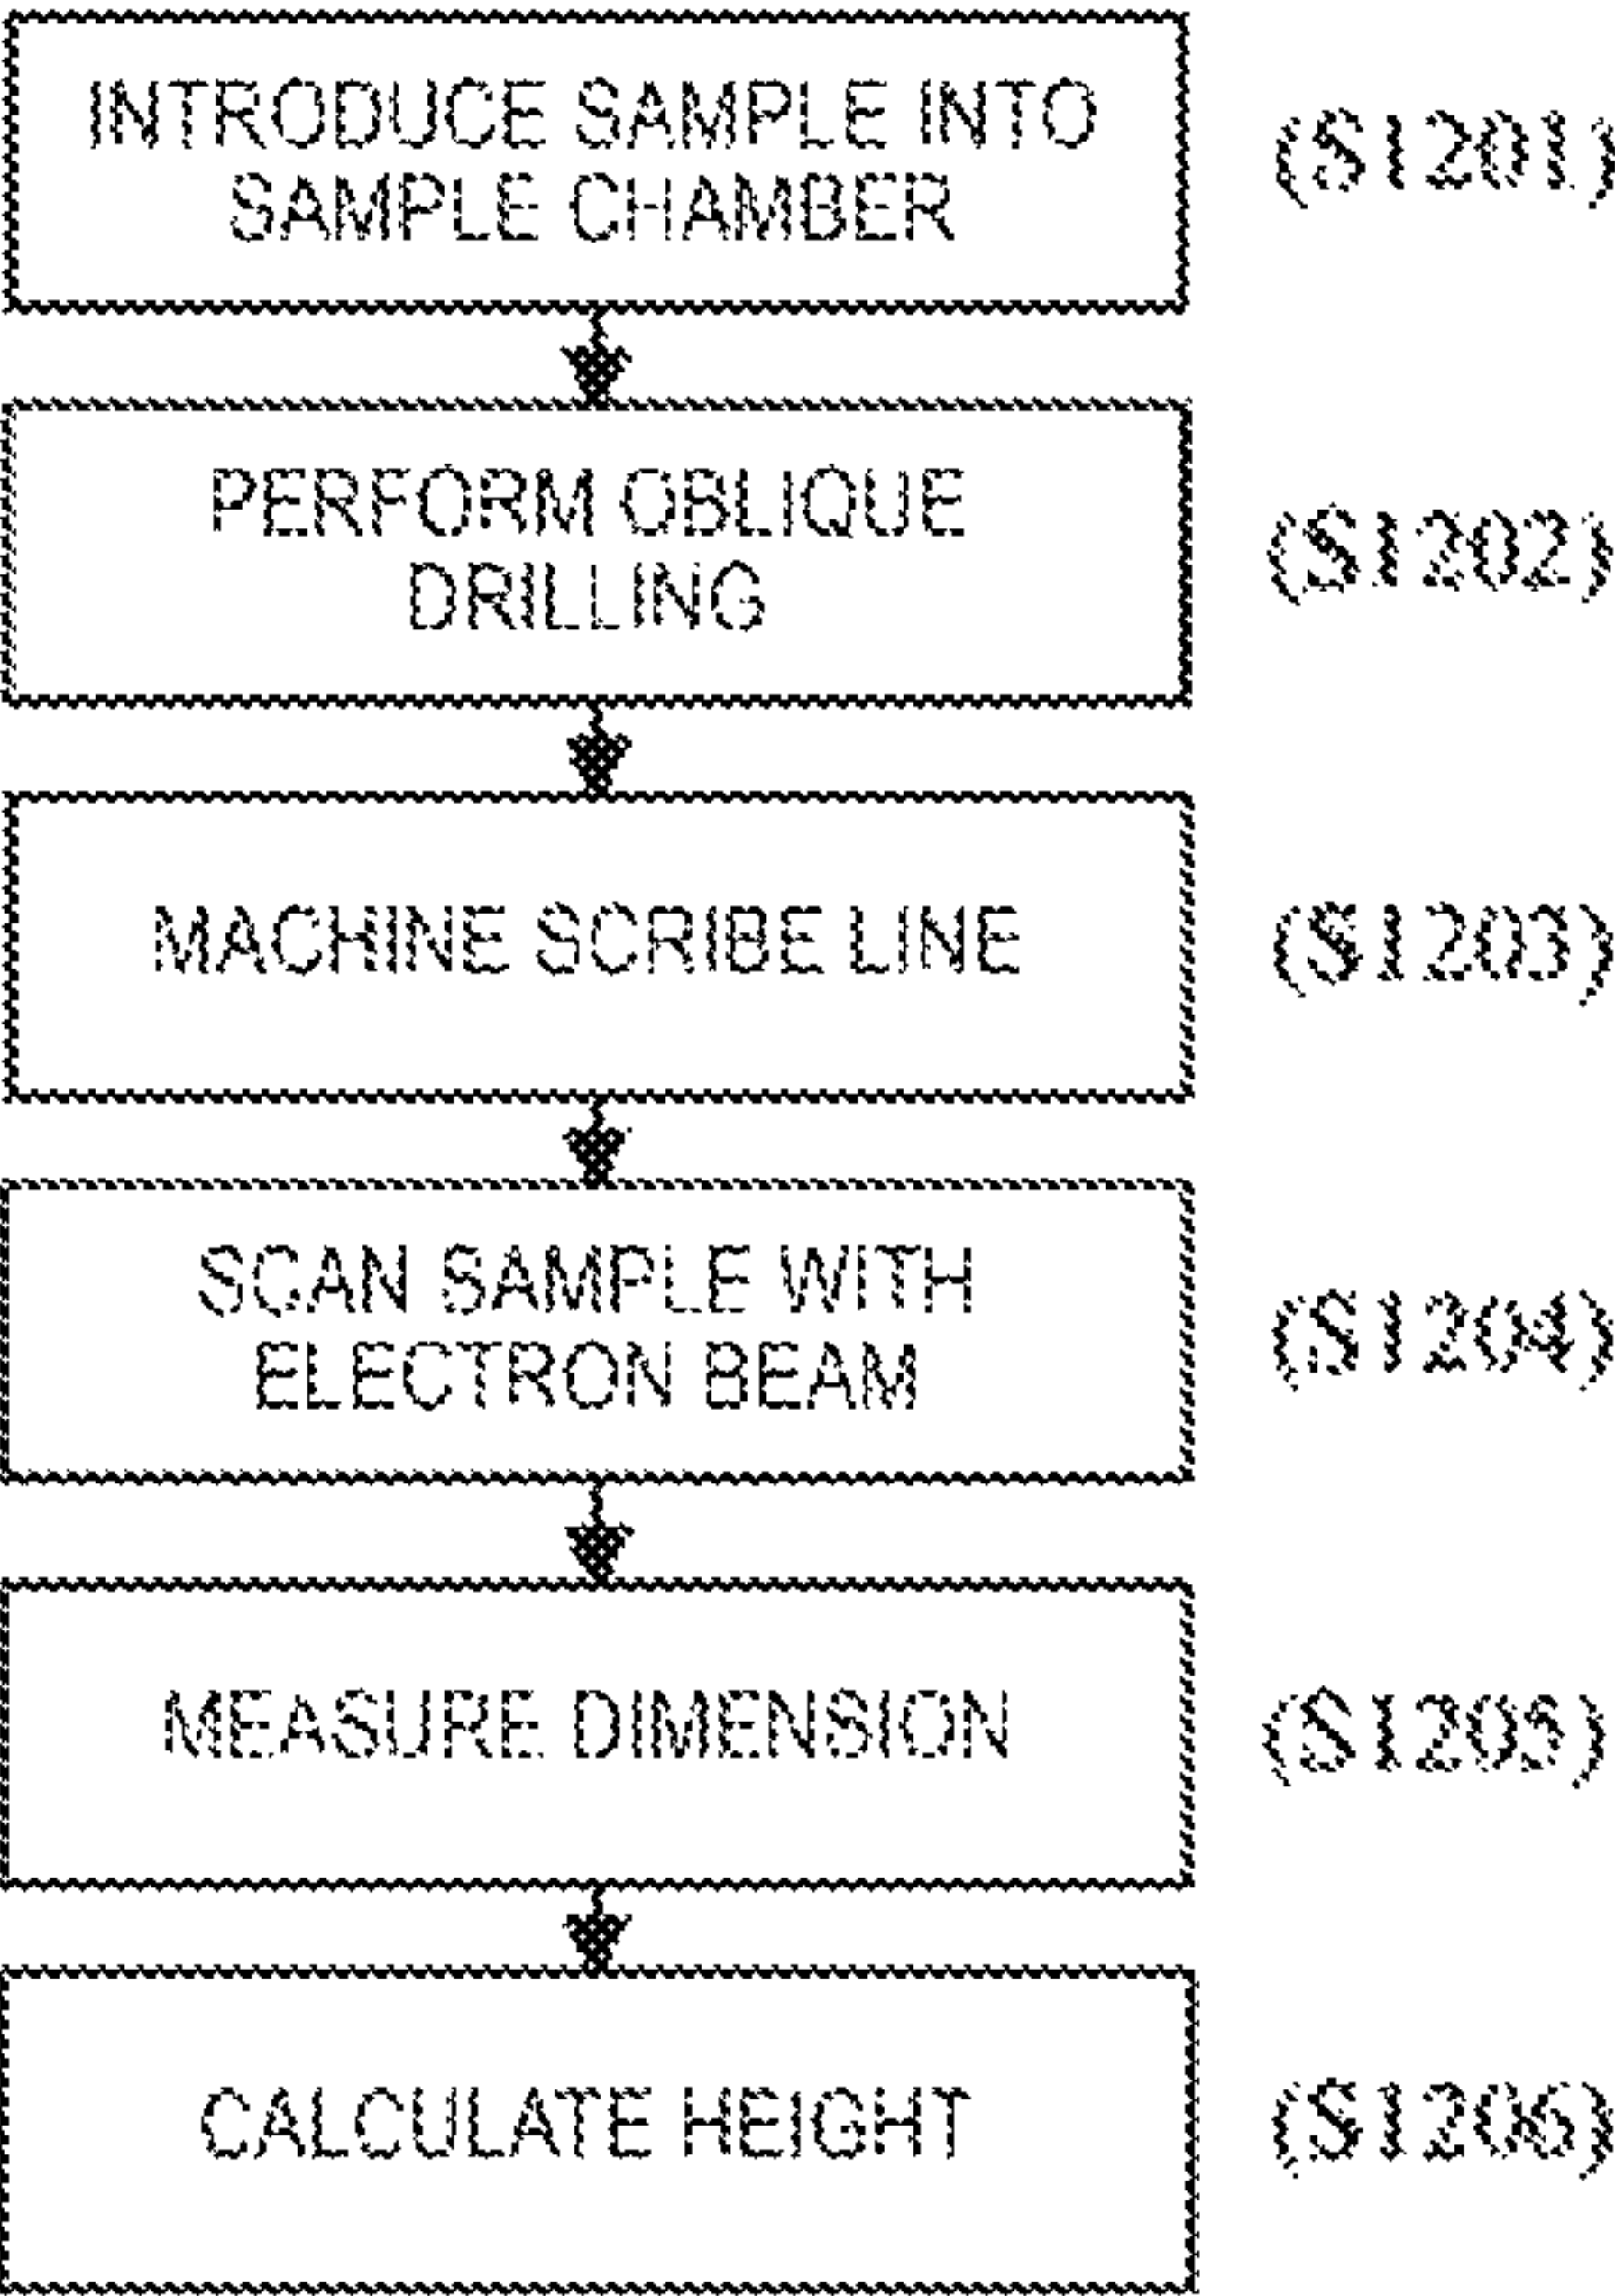 INTRODUCE SAMPLE INTO
SAMPLE CHAMBER
(S1201)
PERFORM OBLIQUE
DRILLING
(S1202)
MACHINE SCRIBE LINE
(S1203)
SCAN SAMPLE WITH
ELECTRON BEAM
(S1204)
MEASURE DIMENSION
(S1205)
CALCULATE HEIGHT
(S1206)